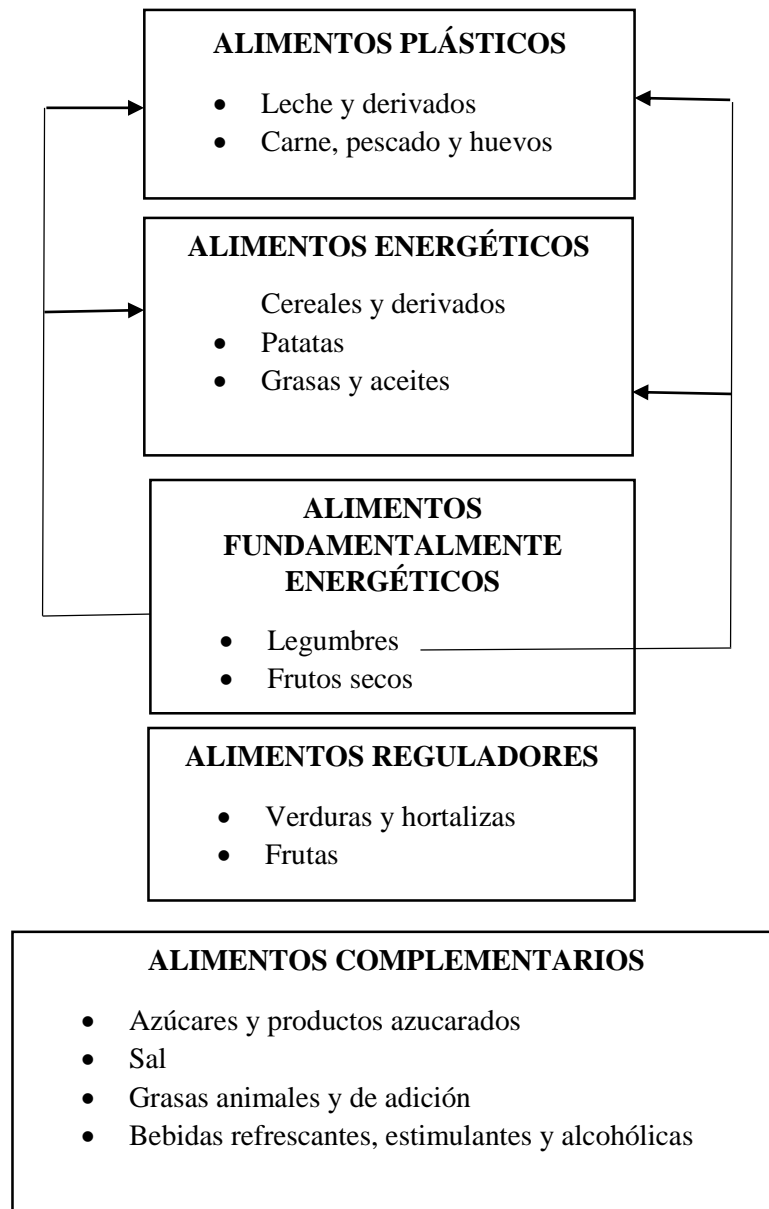 ALIMENTOS PLÁSTICOS
• Leche y derivados
• Carne, pescado y huevos
ALIMENTOS ENERGÉTICOS
Cereales y derivados
• Patatas
• Grasas y aceites
ALIMENTOS
FUNDAMENTALMENTE
ENERGÉTICOS
• Legumbres
• Frutos secos
ALIMENTOS REGULADORES
• Verduras y hortalizas
• Frutas
ALIMENTOS COMPLEMENTARIOS
• Azúcares y productos azucarados
• Sal
• Grasas animales y de adición
• Bebidas refrescantes, estimulantes y alcohólicas